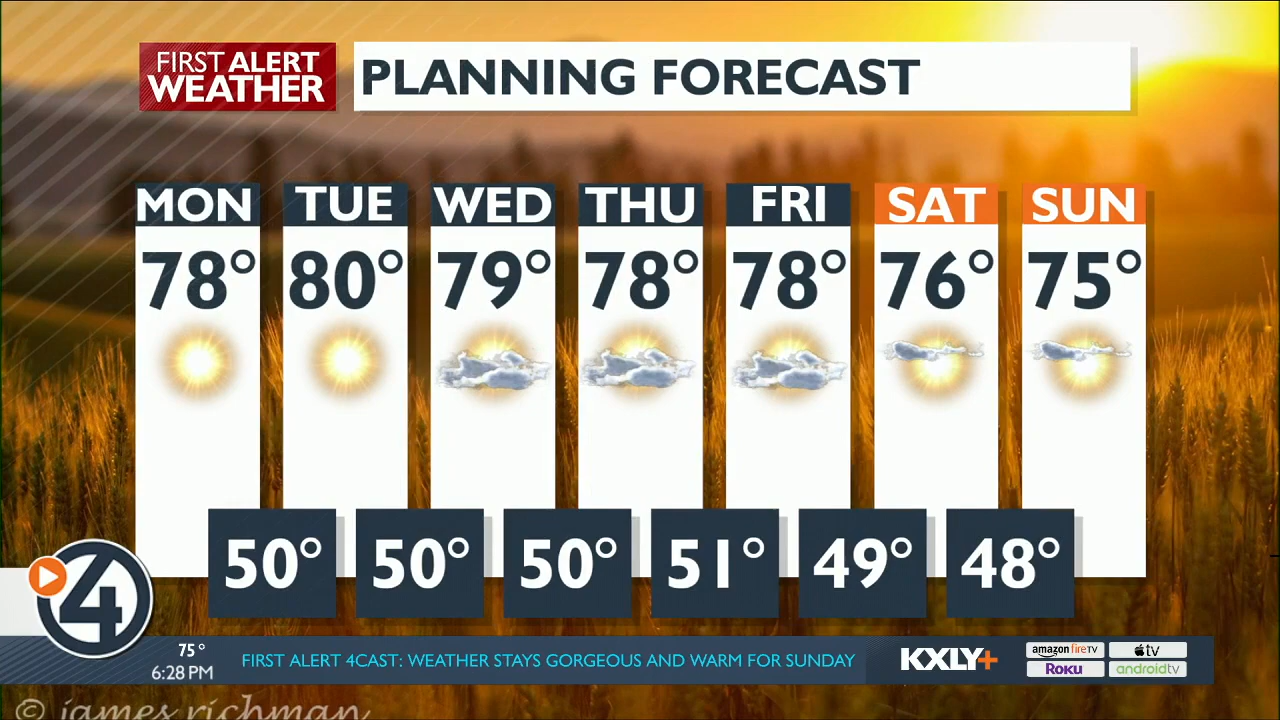 FIRST ALERT
WEATHER
PLANNING FORECAST
MON TUE WED THU FRI SAT SUN
78° 80° 79° 78° 78° 76° 75°
50° 50° 50° 51° 49° 48°
4
75°
6:28 PM
FIRST ALERT 4CAST: WEATHER STAYS GORGEOUS AND WARM FOR SUNDAY
KXLY+
amazon fireTV
tv
ROKU
androidtv
© james richman